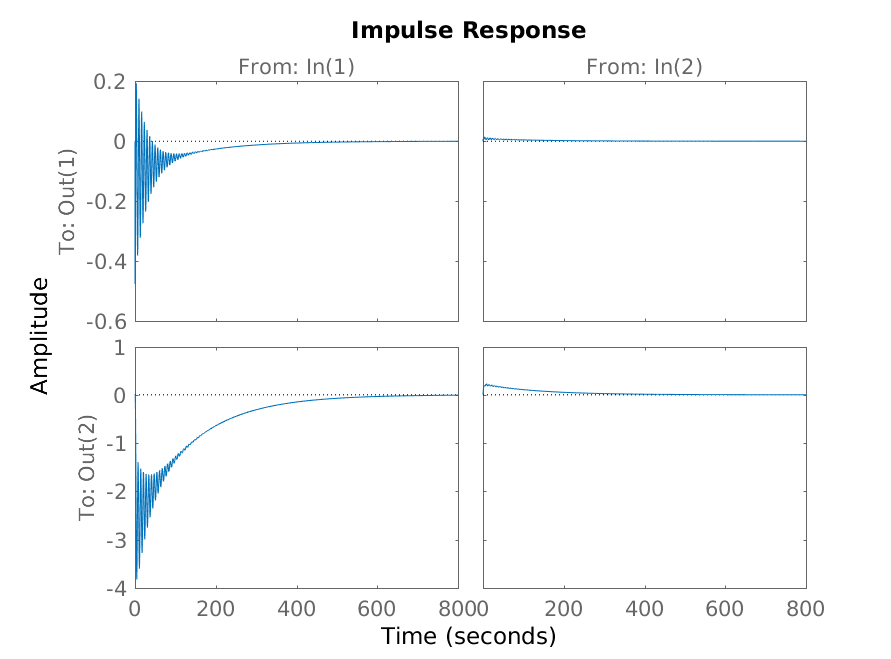 Impulse Response
From: In(1)
From: In(2)
To: Out(1)
0.2
0
-0.2
-0.4
-0.6
Amplitude
To: Out(2)
1
0
-1
-2
-3
-4
0 200 400 600 800
0 200 400 600 800
Time (seconds)